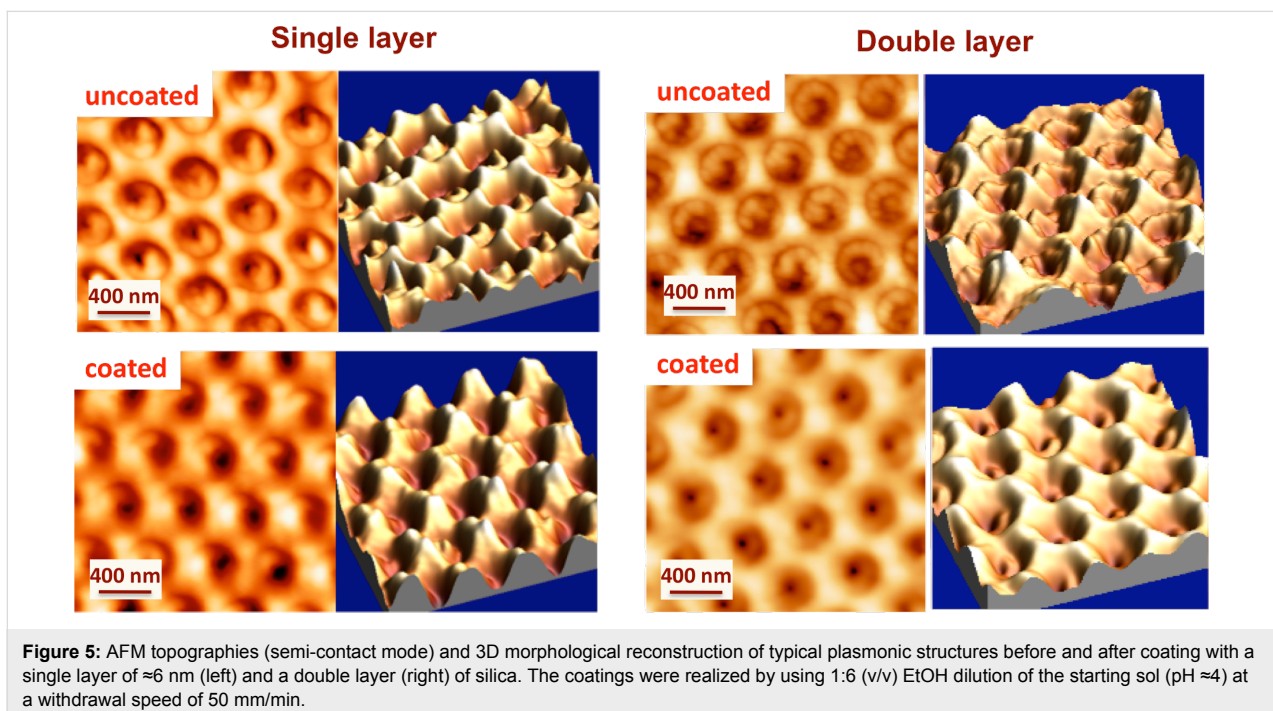 Single layer
Double layer
uncoated
400 nm
uncoated
400 nm
coated
400 nm
coated
400 nm
Figure 5: AFM topographies (semi-contact mode) and 3D morphological reconstruction of typical plasmonic structures before and after coating with a
single layer of ≈6 nm (left) and a double layer (right) of silica. The coatings were realized by using 1:6 (v/v) EtOH dilution of the starting sol (pH ≈4) at
a withdrawal speed of 50 mm/min.